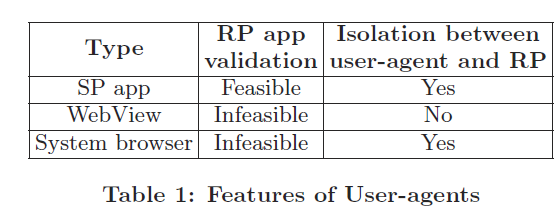 Type RP app validation Isolation between user-agent and RP
SP app Feasible Yes
WebView Infeasible No
System browser Infeasible Yes
Table 1: Features of User-agents